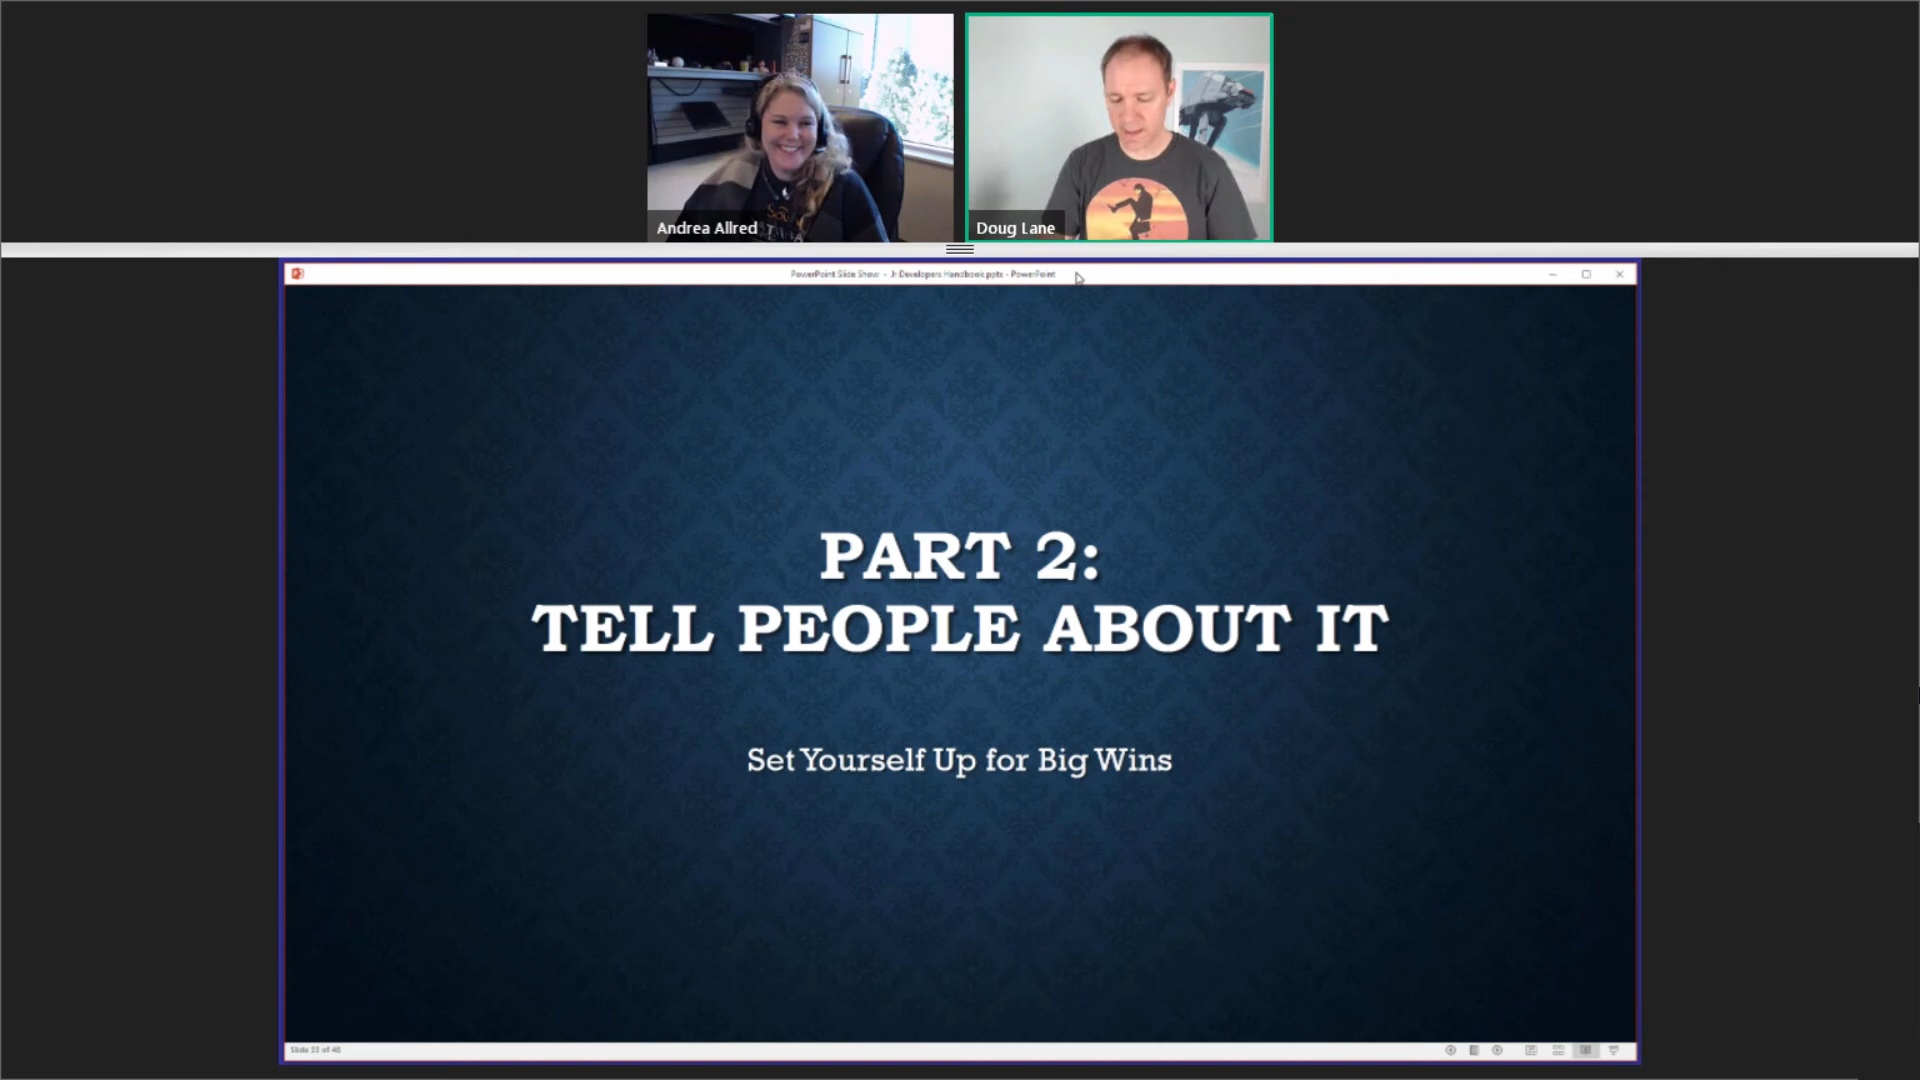 Andrea Allred
Doug Lane
PowerPoint Slide Show - Jr Developers Handbook.pptx - PowerPoint
PART 2:
TELL PEOPLE ABOUT IT
Set Yourself Up for Big Wins